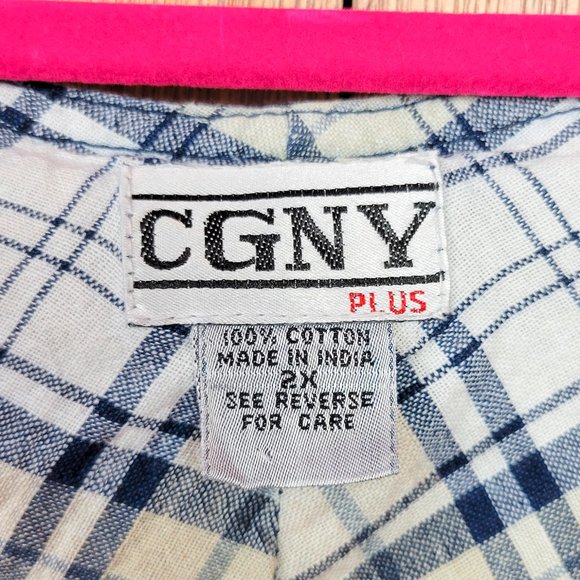 CGNY
PLUS
100% COTTON
MADE IN INDIA
2X
SEE REVERSE
FOR CARE